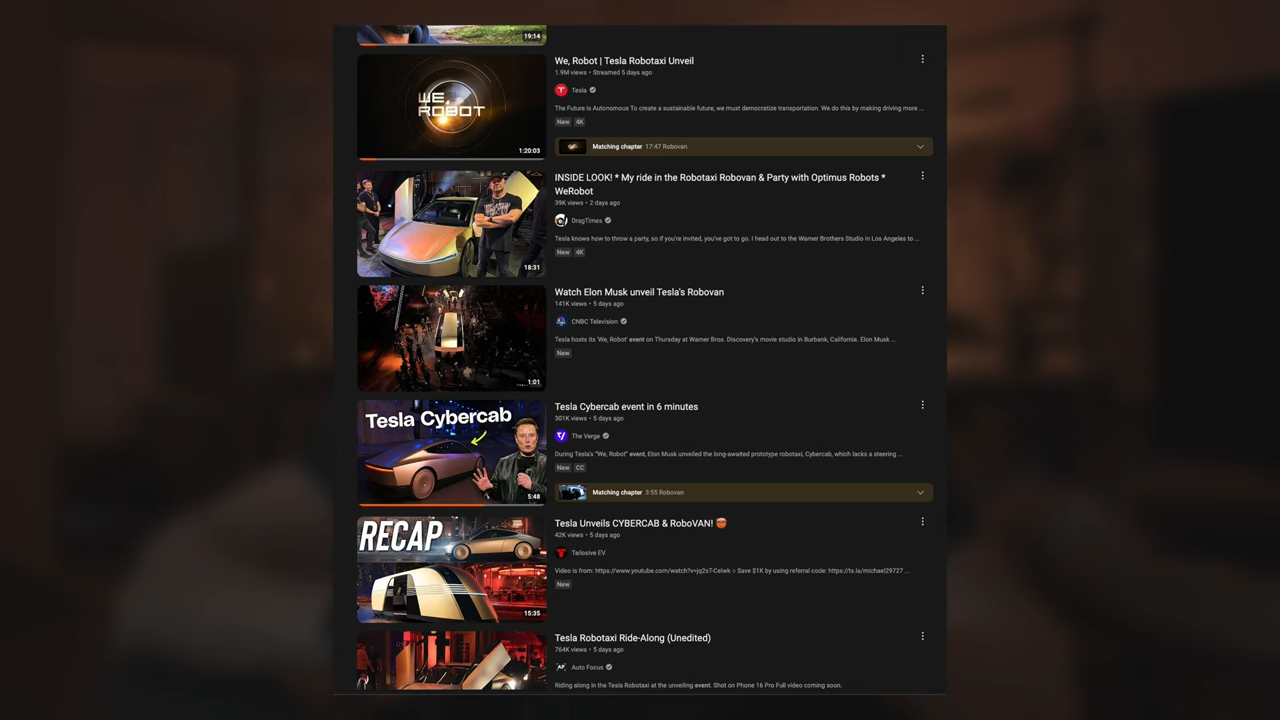 19:14
WE,
ROBOT
1:20:03
We, Robot | Tesla Robotaxi Unveil
1.9M views • Streamed 5 days ago
Tesla
The Future is Autonomous To create a sustainable future, we must democratize transportation. We do this by making driving more ...
New 4K
Matching chapter 17:47 Robovan.
18:31
INSIDE LOOK! * My ride in the Robotaxi Robovan & Party with Optimus Robots *
WeRobot
39K views • 2 days ago
DragTimes
Tesla knows how to throw a party, so if you're invited, you've got to go. I head out to the Warner Brothers Studio in Los Angeles to ...
New 4K
1:01
Watch Elon Musk unveil Tesla's Robovan
141K views • 5 days ago
CNBC Television
Tesla hosts its 'We, Robot' event on Thursday at Warner Bros. Discovery's movie studio in Burbank, California. Elon Musk ...
New
Tesla Cybercab
5:48
Tesla Cybercab event in 6 minutes
301K views • 5 days ago
The Verge
During Tesla's "We, Robot" event, Elon Musk unveiled the long-awaited prototype robotaxi, Cybercab, which lacks a steering ...
New CC
Matching chapter 3:55 Robovan
RECAP
15:35
Tesla Unveils CYBERCAB & RoboVAN!
42K views • 5 days ago
Tailosive EV
Video is from: https://www.youtube.com/watch?v=jq2sT-CeIwk ○ Save $1K by using referral code: https://ts.la/michael29727 ...
New
Tesla Robotaxi Ride-Along (Unedited)
764K views • 5 days ago
AF Auto Focus
Riding along in the Tesla Robotaxi at the unveiling event. Shot on Phone 16 Pro Full video coming soon.